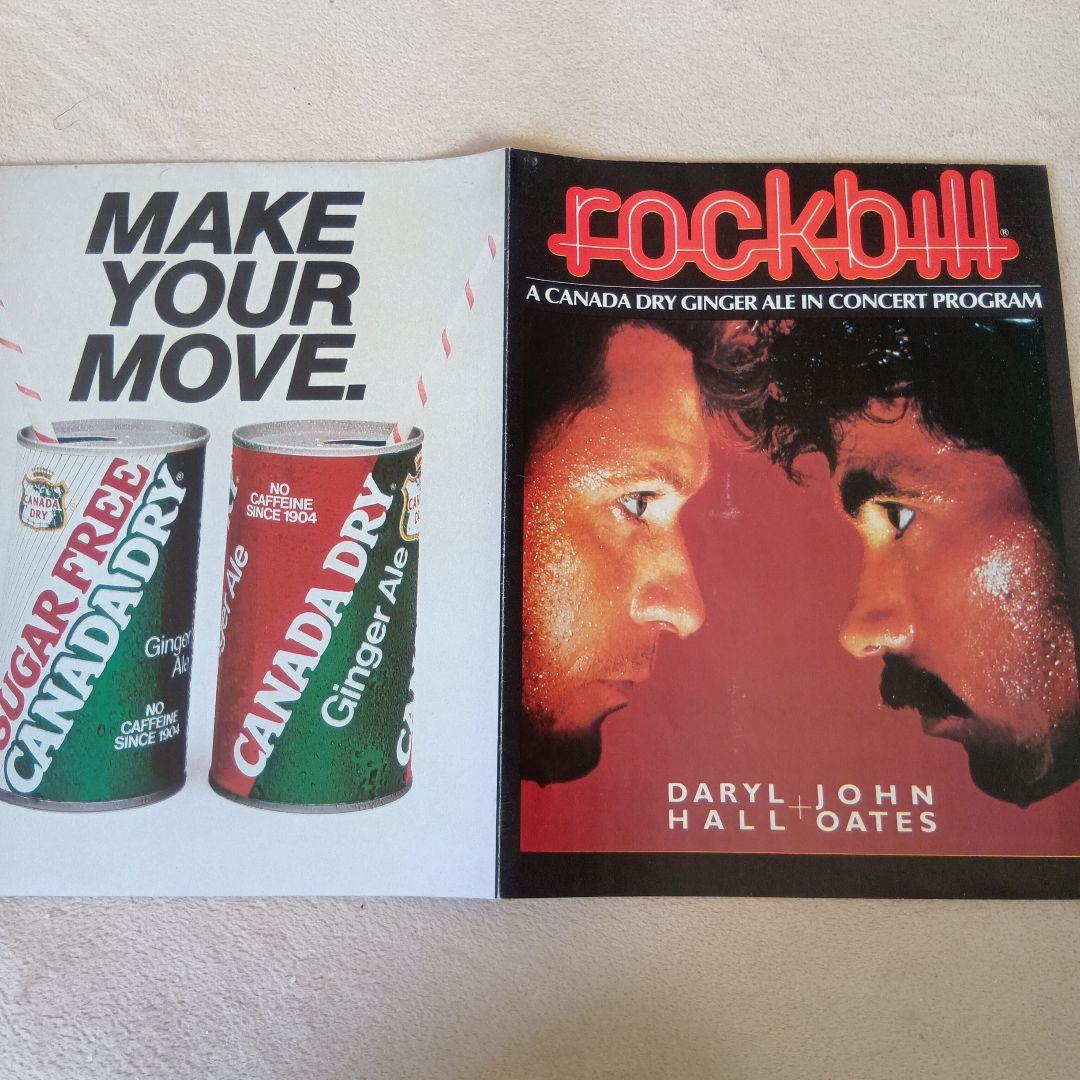 MAKE
YOUR
MOVE.
CANADA
DRY
SUGAR FREE
CANADA DRY®
Ginger
Ale
NO
CAFFEINE
SINCE 1904
NO
CAFFEINE
SINCE 1904
CANADA DRY®
Ginger Ale
rockbill®
A CANADA DRY GINGER ALE IN CONCERT PROGRAM
DARYL + JOHN
HALL OATES